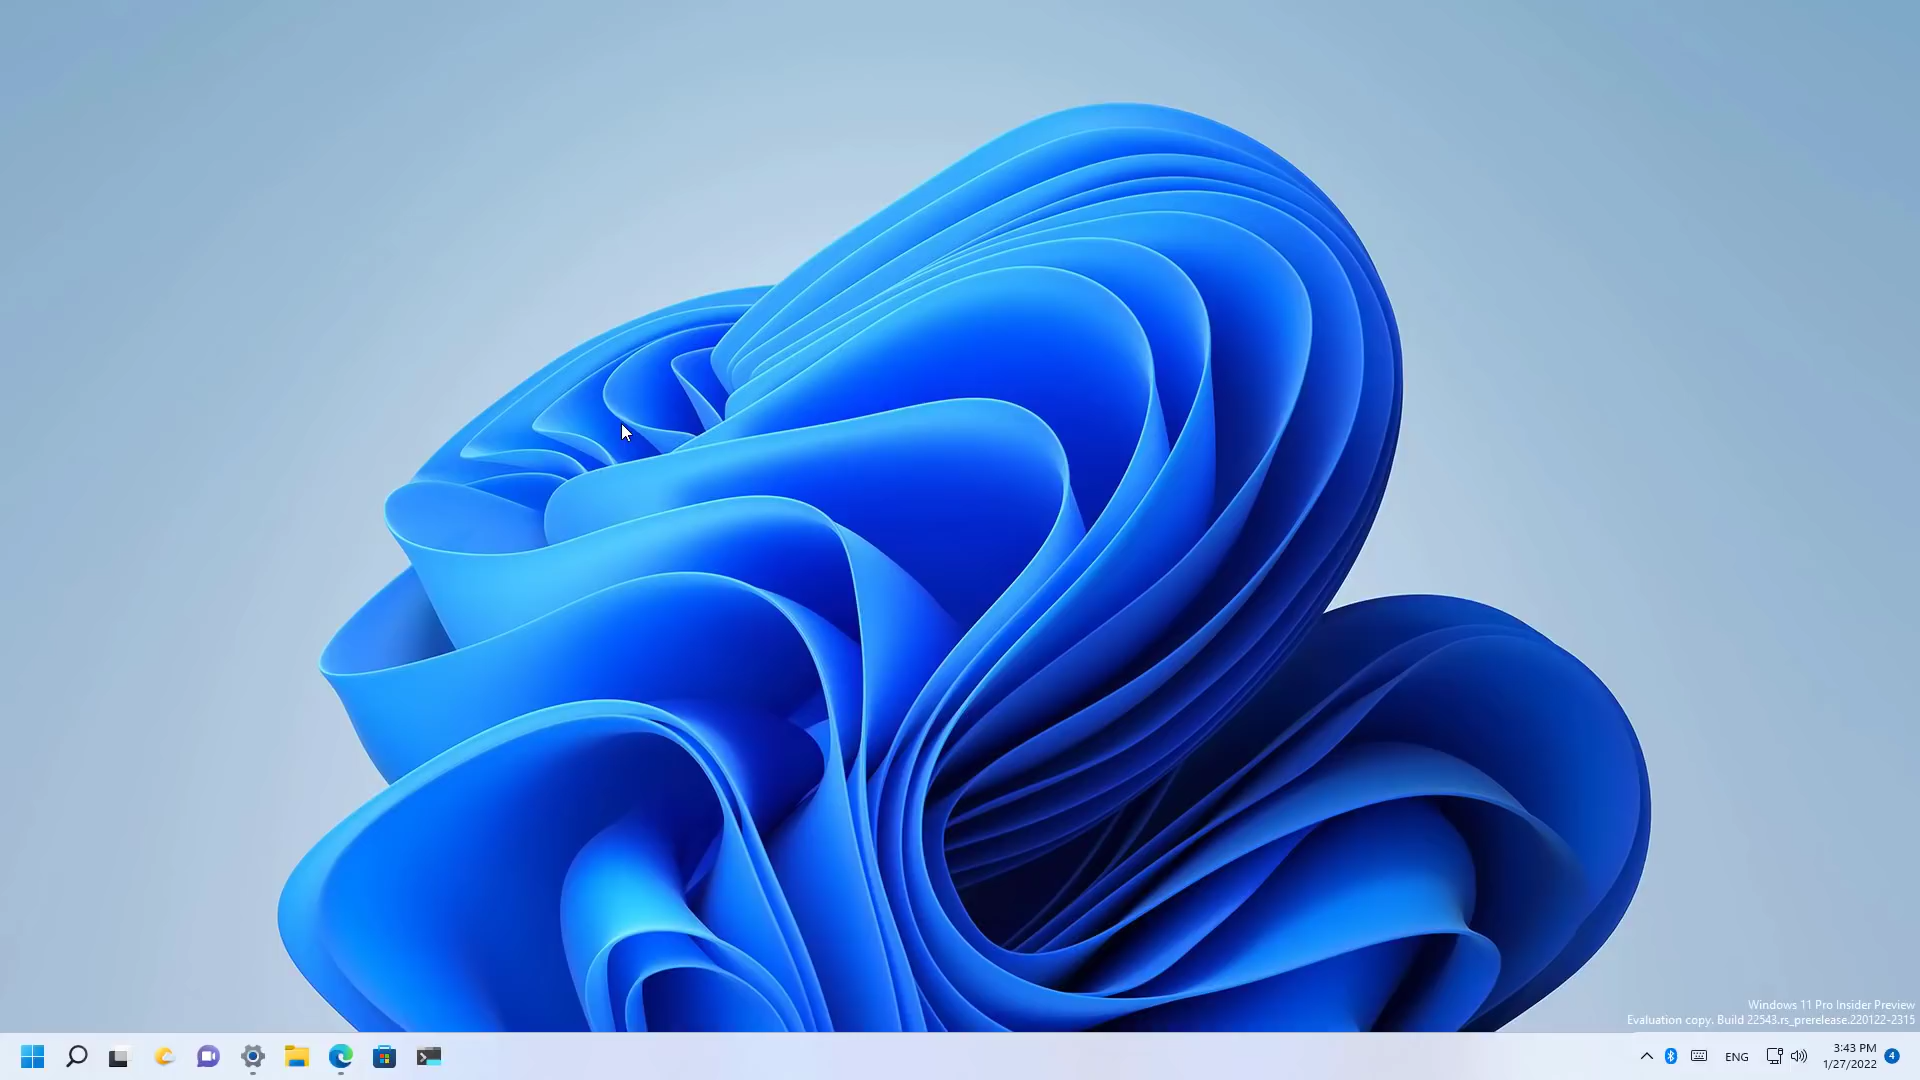 Windows 11 Pro Insider Preview
Evaluation copy. Build 22543.rs_prerelease.220122-2315
ENG
3:43 PM
1/27/2022
4